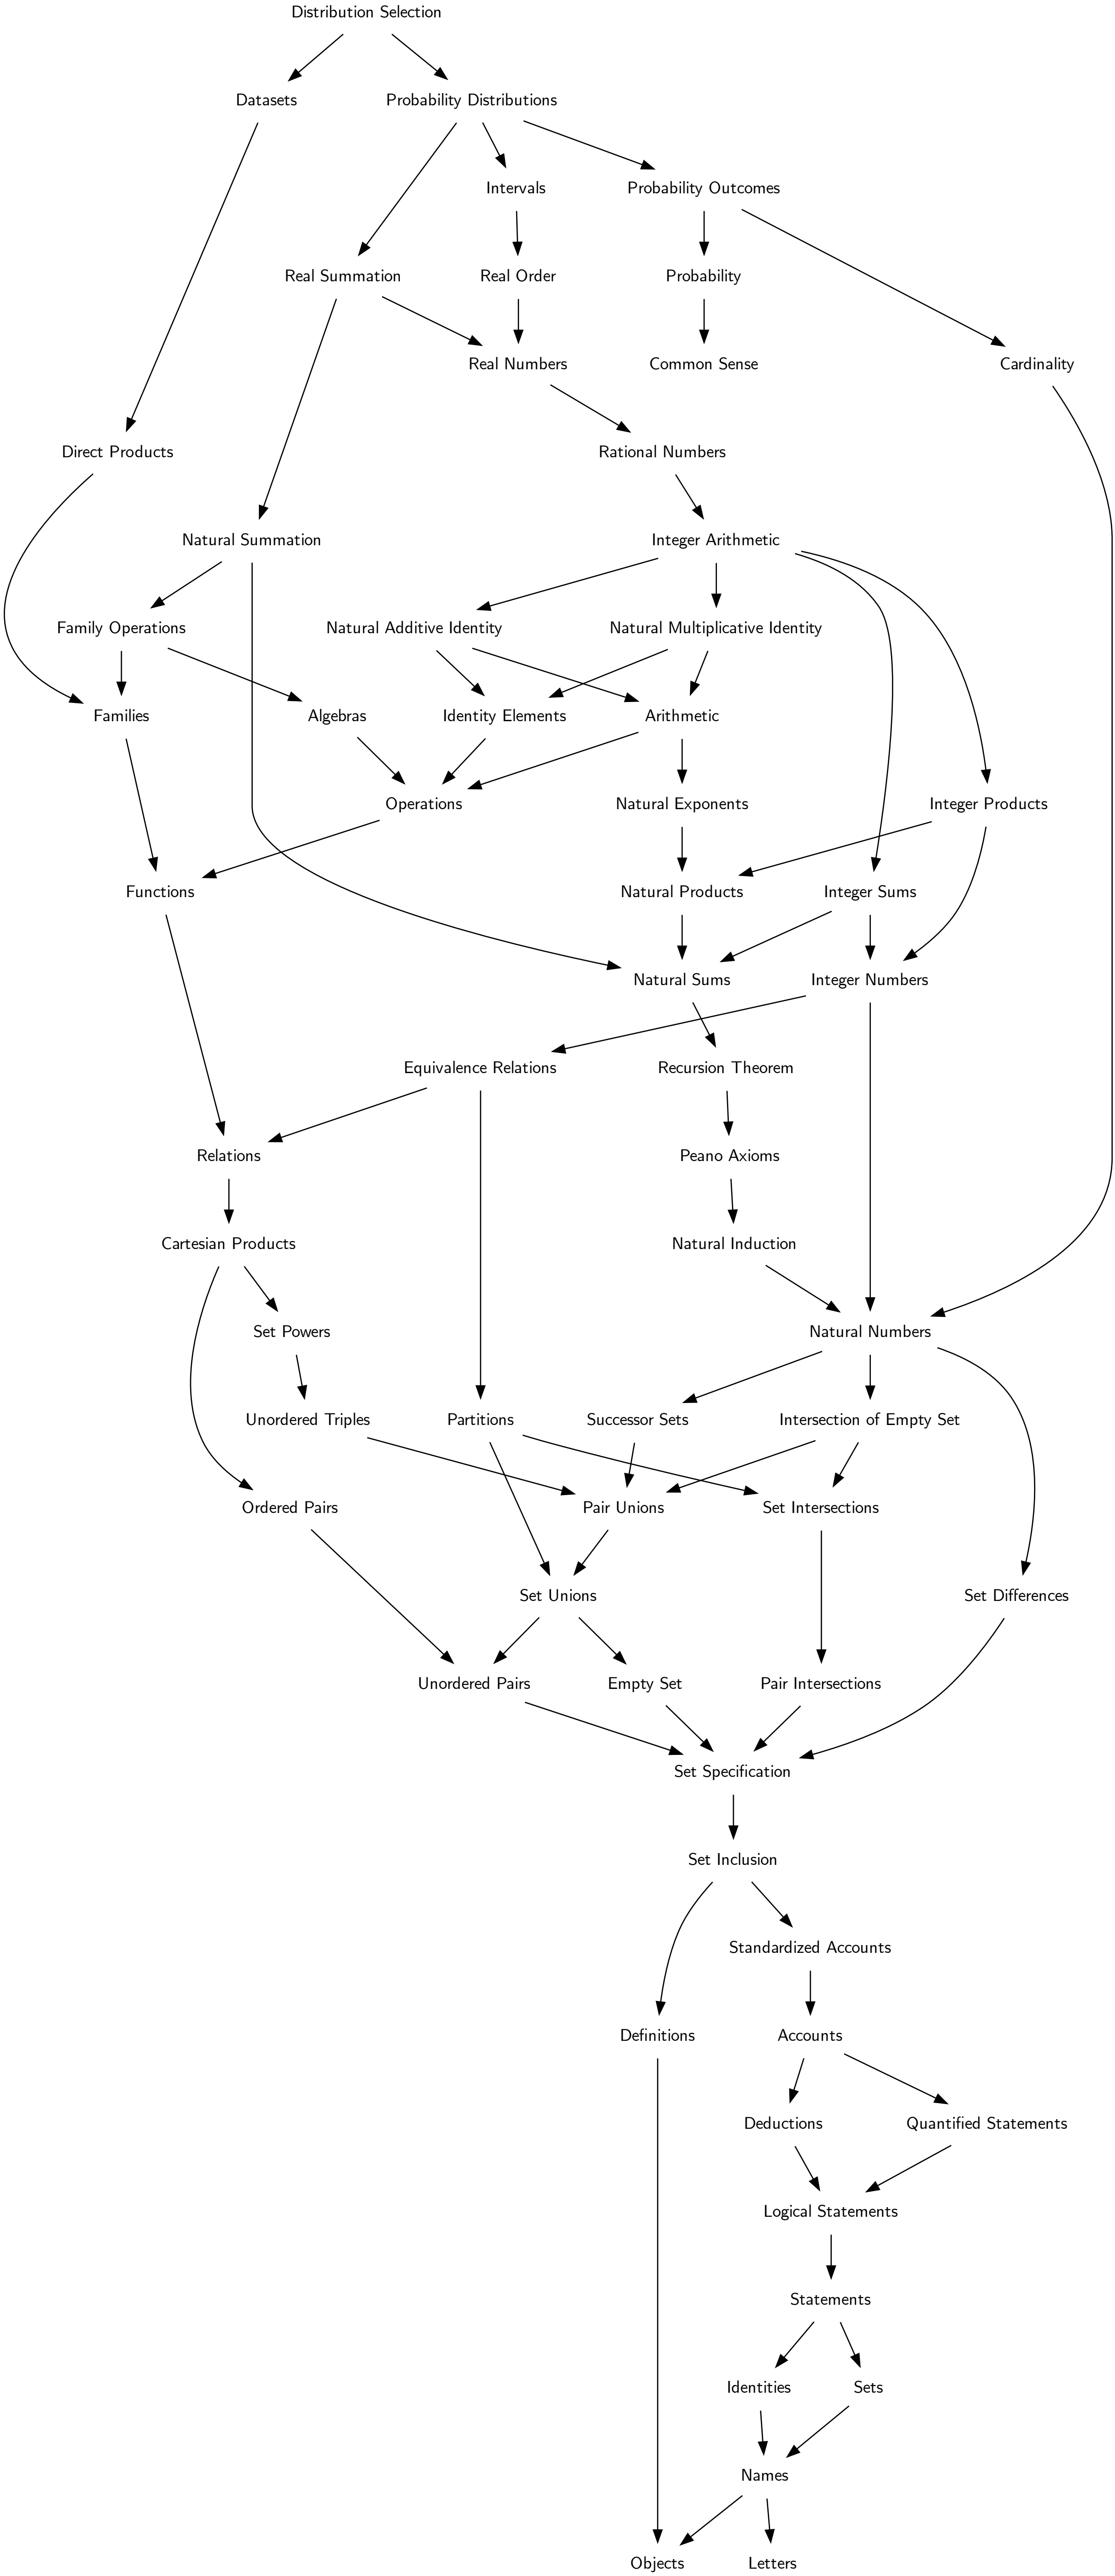 Distribution Selection
Datasets
Probability Distributions
Intervals
Probability Outcomes
Real Summation
Real Order
Probability
Real Numbers
Common Sense
Cardinality
Direct Products
Rational Numbers
Natural Summation
Integer Arithmetic
Family Operations
Natural Additive Identity
Natural Multiplicative Identity
Families
Algebras
Identity Elements
Arithmetic
Operations
Natural Exponents
Integer Products
Functions
Natural Products
Integer Sums
Natural Sums
Integer Numbers
Equivalence Relations
Recursion Theorem
Relations
Peano Axioms
Cartesian Products
Natural Induction
Set Powers
Natural Numbers
Unordered Triples
Partitions
Successor Sets
Intersection of Empty Set
Ordered Pairs
Pair Unions
Set Intersections
Set Unions
Set Differences
Unordered Pairs
Empty Set
Pair Intersections
Set Specification
Set Inclusion
Standardized Accounts
Definitions
Accounts
Deductions
Quantified Statements
Logical Statements
Statements
Identities
Sets
Names
Objects
Letters